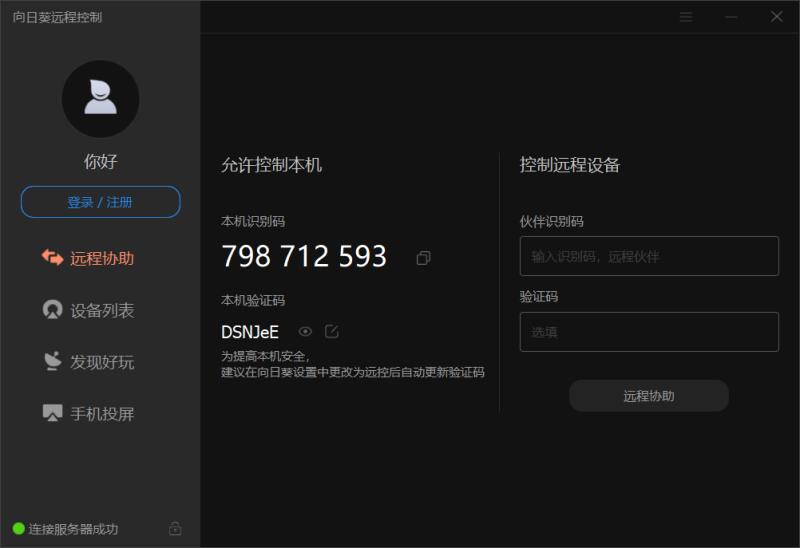 向日葵远程控制
你好
登录 / 注册
远程协助
设备列表
发现好玩
手机投屏
连接服务器成功
允许控制本机
本机识别码
798 712 593
本机验证码
DSNJeE
为提高本机安全，
建议在向日葵设置中更改为远控后自动更新验证码
控制远程设备
伙伴识别码
输入识别码，远程伙伴
验证码
选填
远程协助